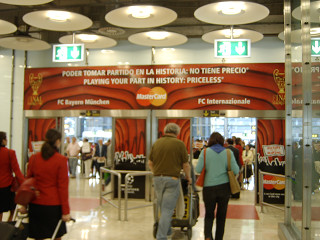 PODER TOMAR PARTIDO EN LA HISTORIA: NO TIENE PRECIO"
PLAYING YOUR PART IN HISTORY: PRICELESS"
MasterCard
FC Bayern München
FC Internazionale
MasterCard